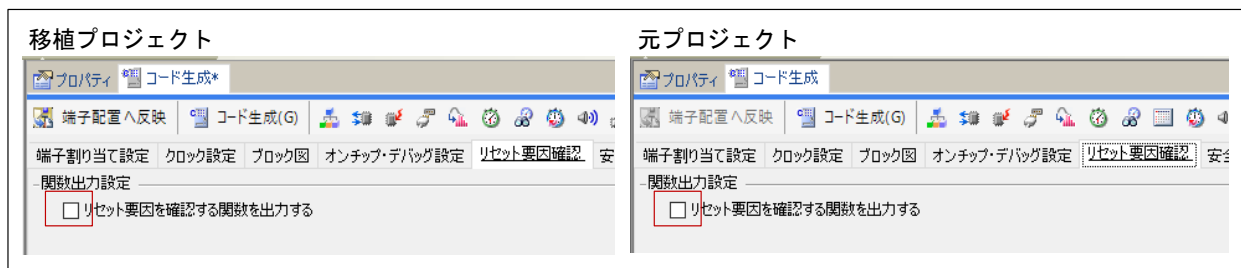 移植プロジェクト
プロパティ コード生成*
端子配置へ反映 コード生成(G)
端子割り当て設定 クロック設定 ブロック図 オンチップ・デバッグ設定 リセット要因確認 安
関数出力設定
リセット要因を確認する関数を出力する
元プロジェクト
プロパティ コード生成
端子配置へ反映 コード生成(G)
端子割り当て設定 クロック設定 ブロック図 オンチップ・デバッグ設定 リセット要因確認 安全
関数出力設定
リセット要因を確認する関数を出力する